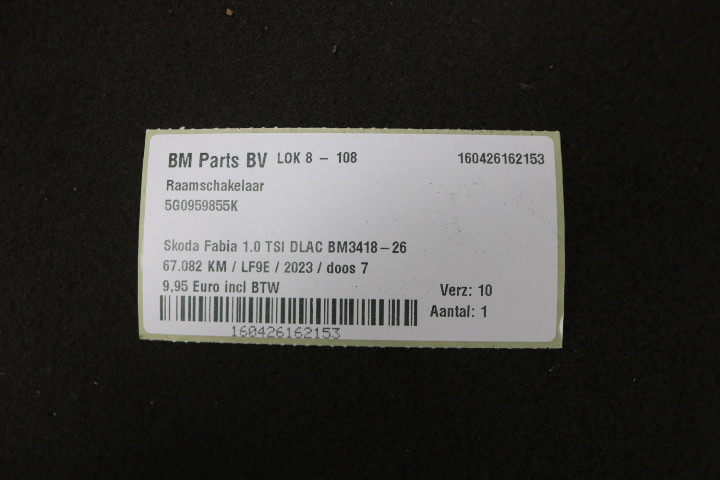 BM Parts BV LOK 8 - 108 160426162153
Raamschakelaar
5G0959855K
Skoda Fabia 1.0 TSI DLAC BM3418-26
67.082 KM / LF9E / 2023 / doos 7
9,95 Euro incl BTW Verz: 10
Aantal: 1
160426162153